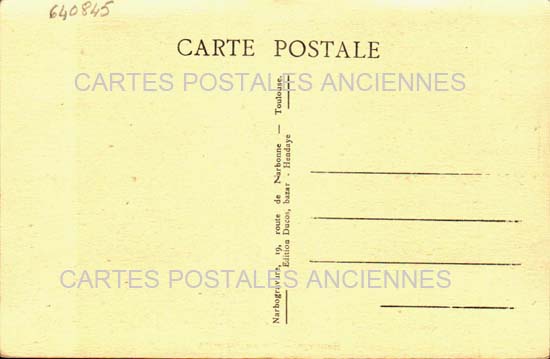 640845
CARTE POSTALE
CARTES POSTALES ANCIENNES
Narbogravure, 19, route de Narbonne — Toulouse.
Edition Ducos, bazar - Hendaye
CARTES POSTALES ANCIENNES